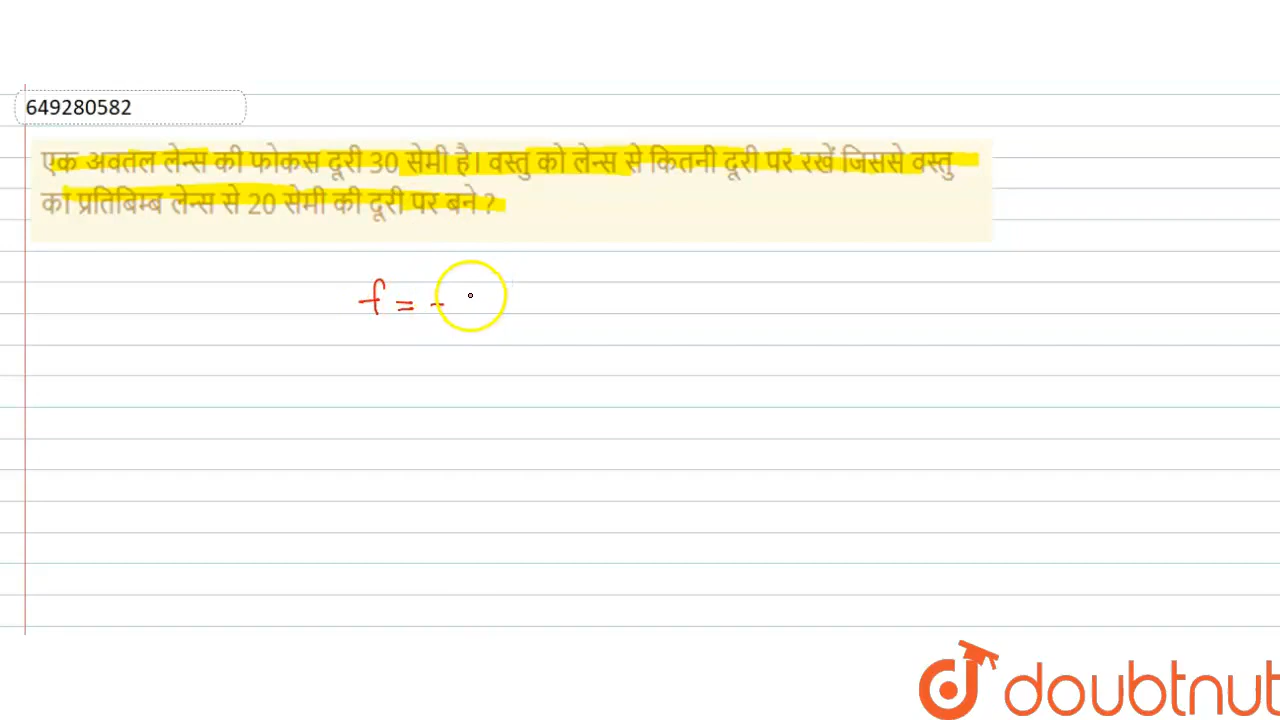 649280582
एक अवतल लेन्स की फोकस दूरी 30 सेमी है। वस्तु को लेन्स से कितनी दूरी पर रखें जिससे वस्तु
का प्रतिबिम्ब लेन्स से 20 सेमी की दूरी पर बने ?
f = -
doubtnut